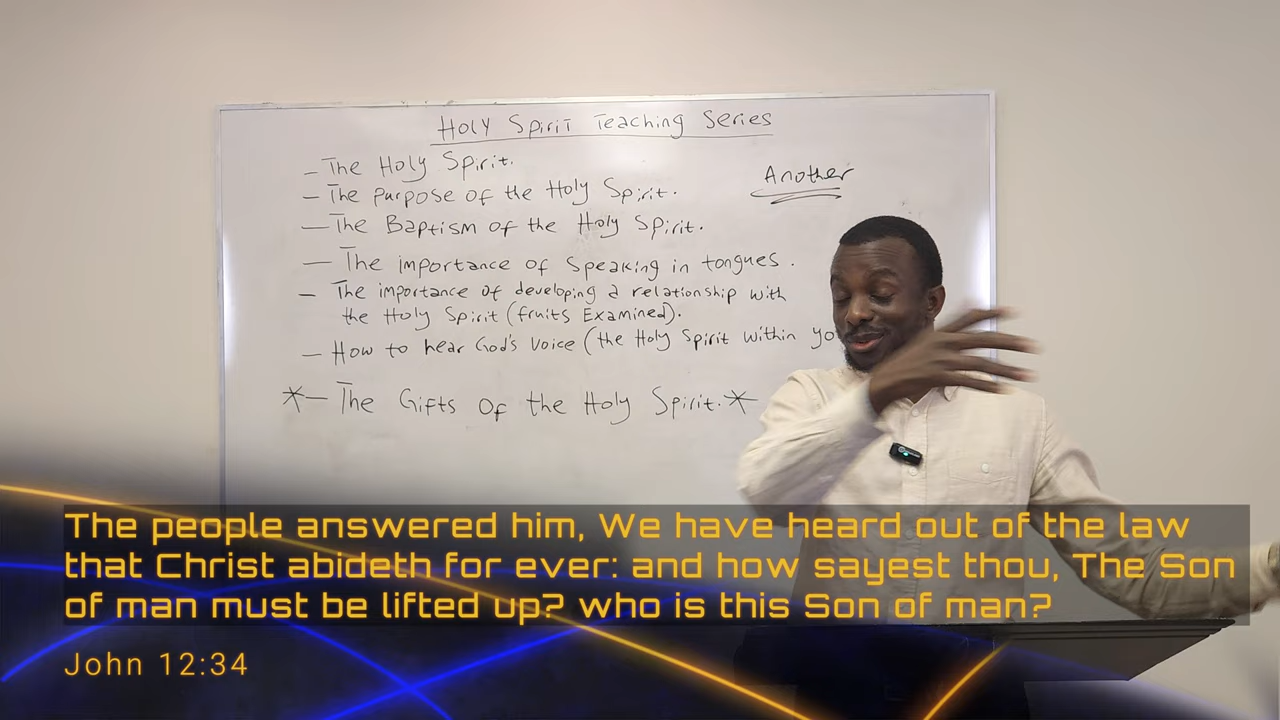 Holy Spirit Teaching Series
- The Holy Spirit.
Another
- The purpose of the Holy Spirit.
- The Baptism of the Holy Spirit.
- The importance of speaking in tongues.
- The importance of developing a relationship with
the Holy Spirit (fruits Examined).
- How to hear God's voice (the Holy Spirit within yo
*- The Gifts of the Holy Spirit.*
The people answered him, We have heard out of the law
that Christ abideth for ever: and how sayest thou, The Son
of man must be lifted up? who is this Son of man?
John 12:34